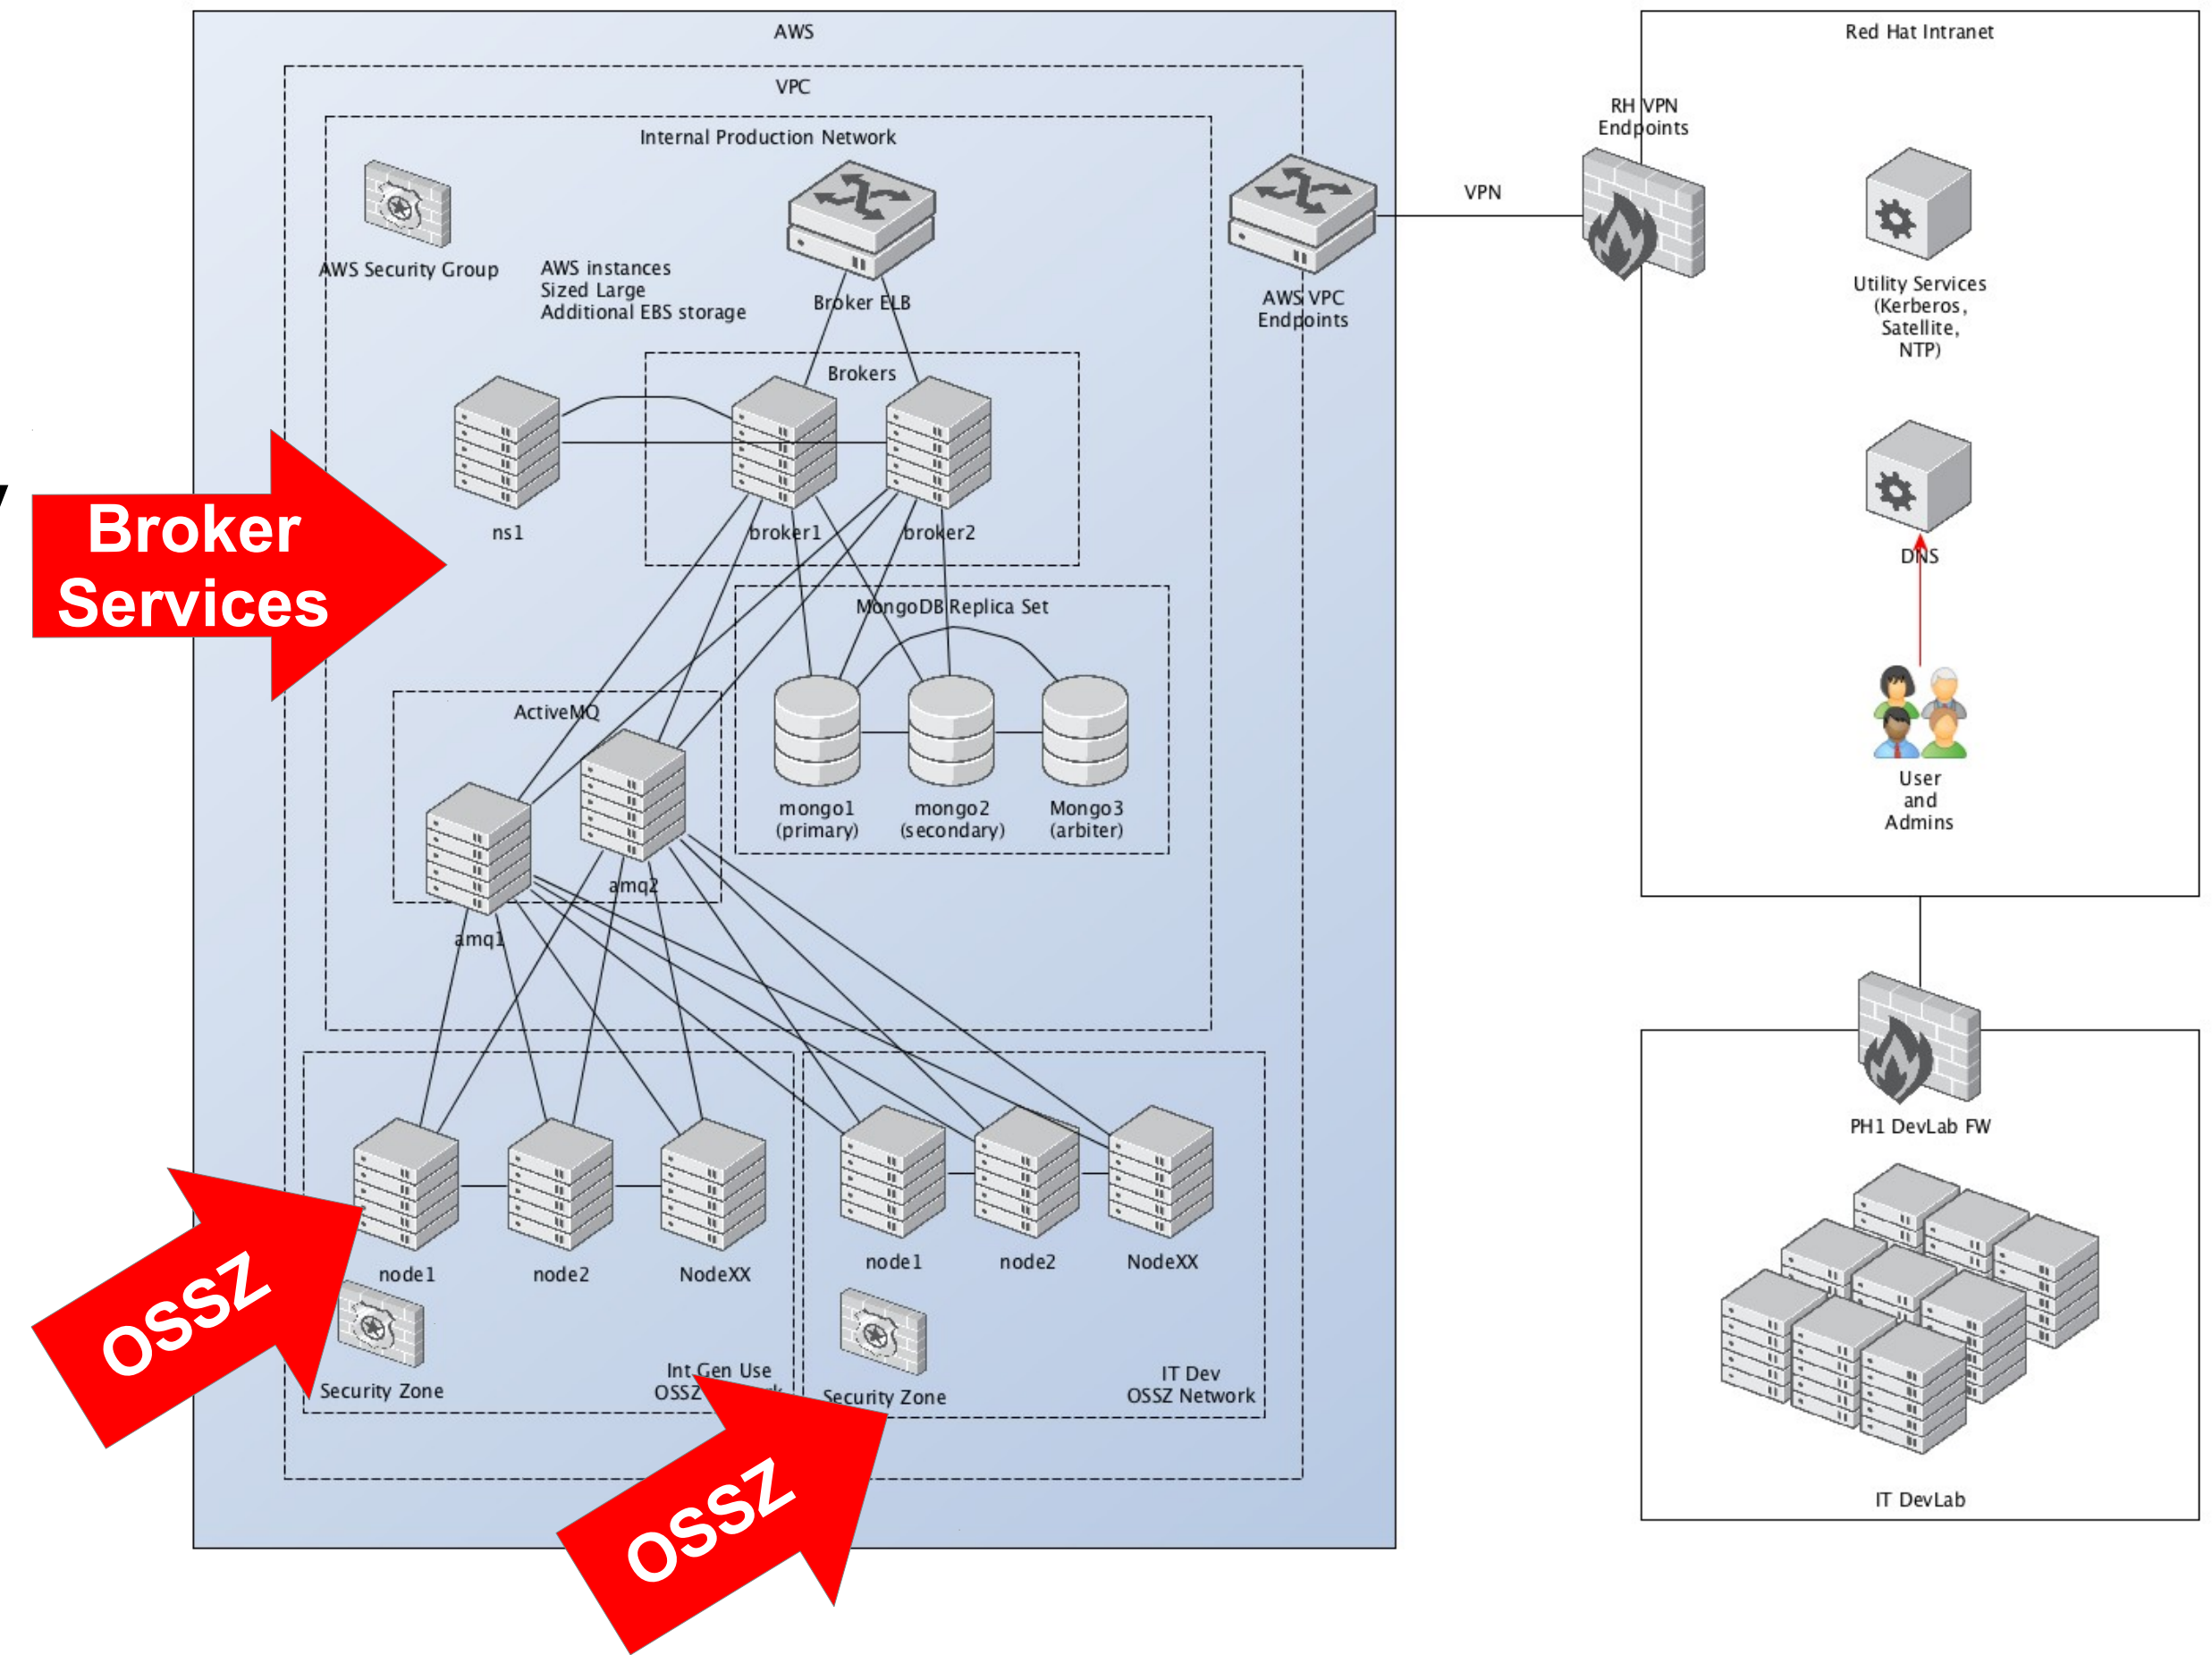 AWS
VPC
Internal Production Network
AWS Security Group
AWS instances
Sized Large
Additional EBS storage
Broker ELB
AWS VPC
Endpoints
VPN
RH VPN
Endpoints
Red Hat Intranet
Utility Services
(Kerberos,
Satellite,
NTP)
DNS
User
and
Admins
Brokers
ns1
broker1
broker2
Broker
Services
MongoDB Replica Set
mongo1
(primary)
mongo2
(secondary)
Mongo3
(arbiter)
ActiveMQ
amq2
amq1
node1
node2
NodeXX
Security Zone
Int Gen Use
OSSZ
node1
node2
NodeXX
Security Zone
IT Dev
OSSZ Network
OSSZ
OSSZ
PH1 DevLab FW
IT DevLab